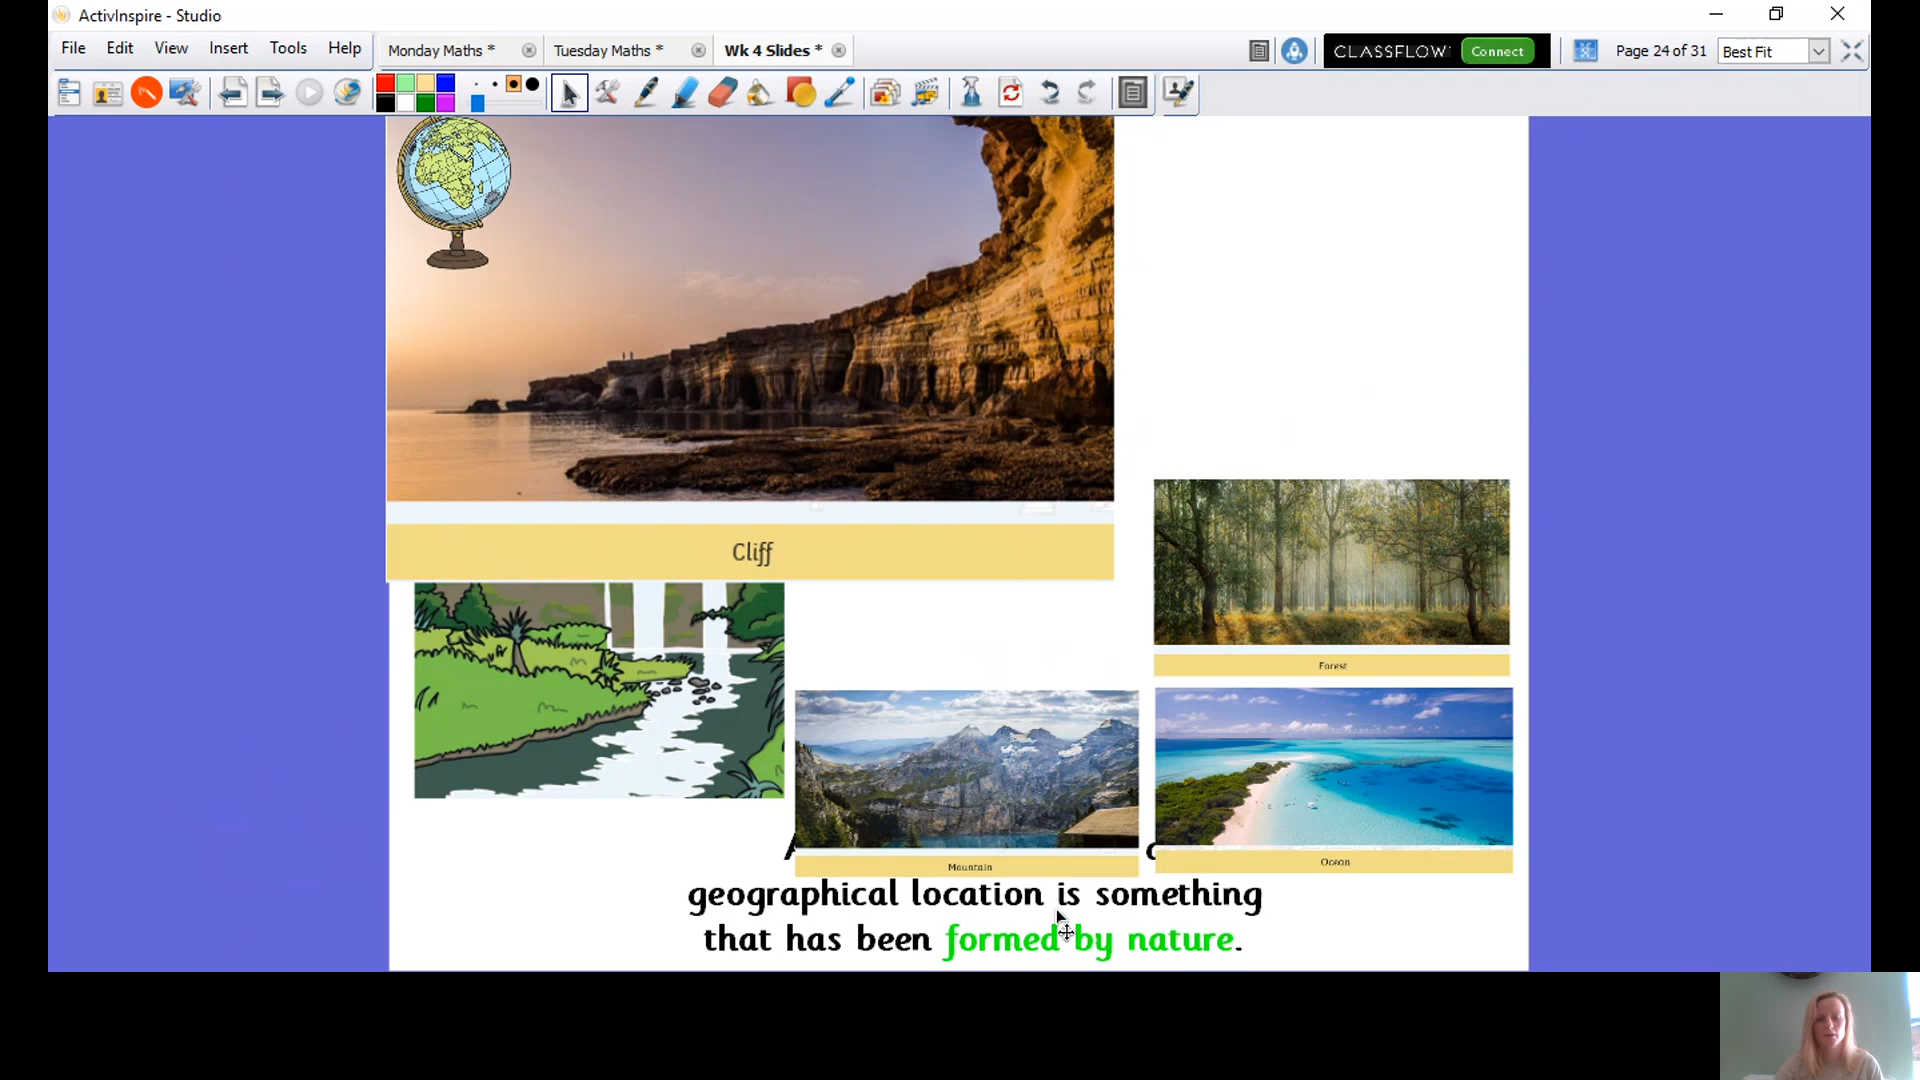 ActivInspire - Studio
File Edit View Insert Tools Help
Monday Maths * Tuesday Maths * Wk 4 Slides *
CLASSFLOW Connect
Page 24 of 31 Best Fit
Cliff
Forest
Mountain
Ocean
geographical location is something
that has been formed by nature.